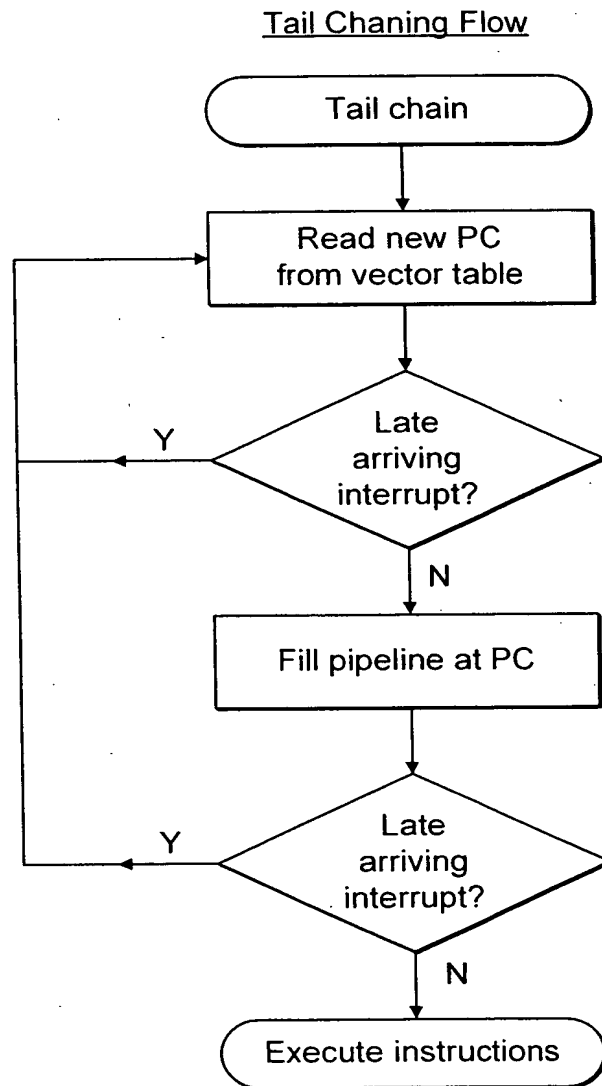 Tail Chaning Flow
Tail chain
Read new PC
from vector table
Late
arriving
interrupt?
Y
N
Fill pipeline at PC
Late
arriving
interrupt?
Y
N
Execute instructions